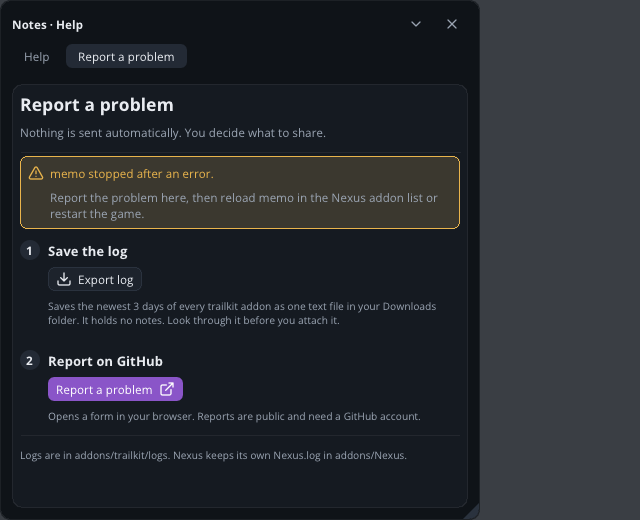 Notes · Help
Help
Report a problem
Report a problem
Nothing is sent automatically. You decide what to share.
memo stopped after an error.
Report the problem here, then reload memo in the Nexus addon list or
restart the game.
1
Save the log
Export log
Saves the newest 3 days of every trailkit addon as one text file in your Downloads
folder. It holds no notes. Look through it before you attach it.
2
Report on GitHub
Report a problem
Opens a form in your browser. Reports are public and need a GitHub account.
Logs are in addons/trailkit/logs. Nexus keeps its own Nexus.log in addons/Nexus.